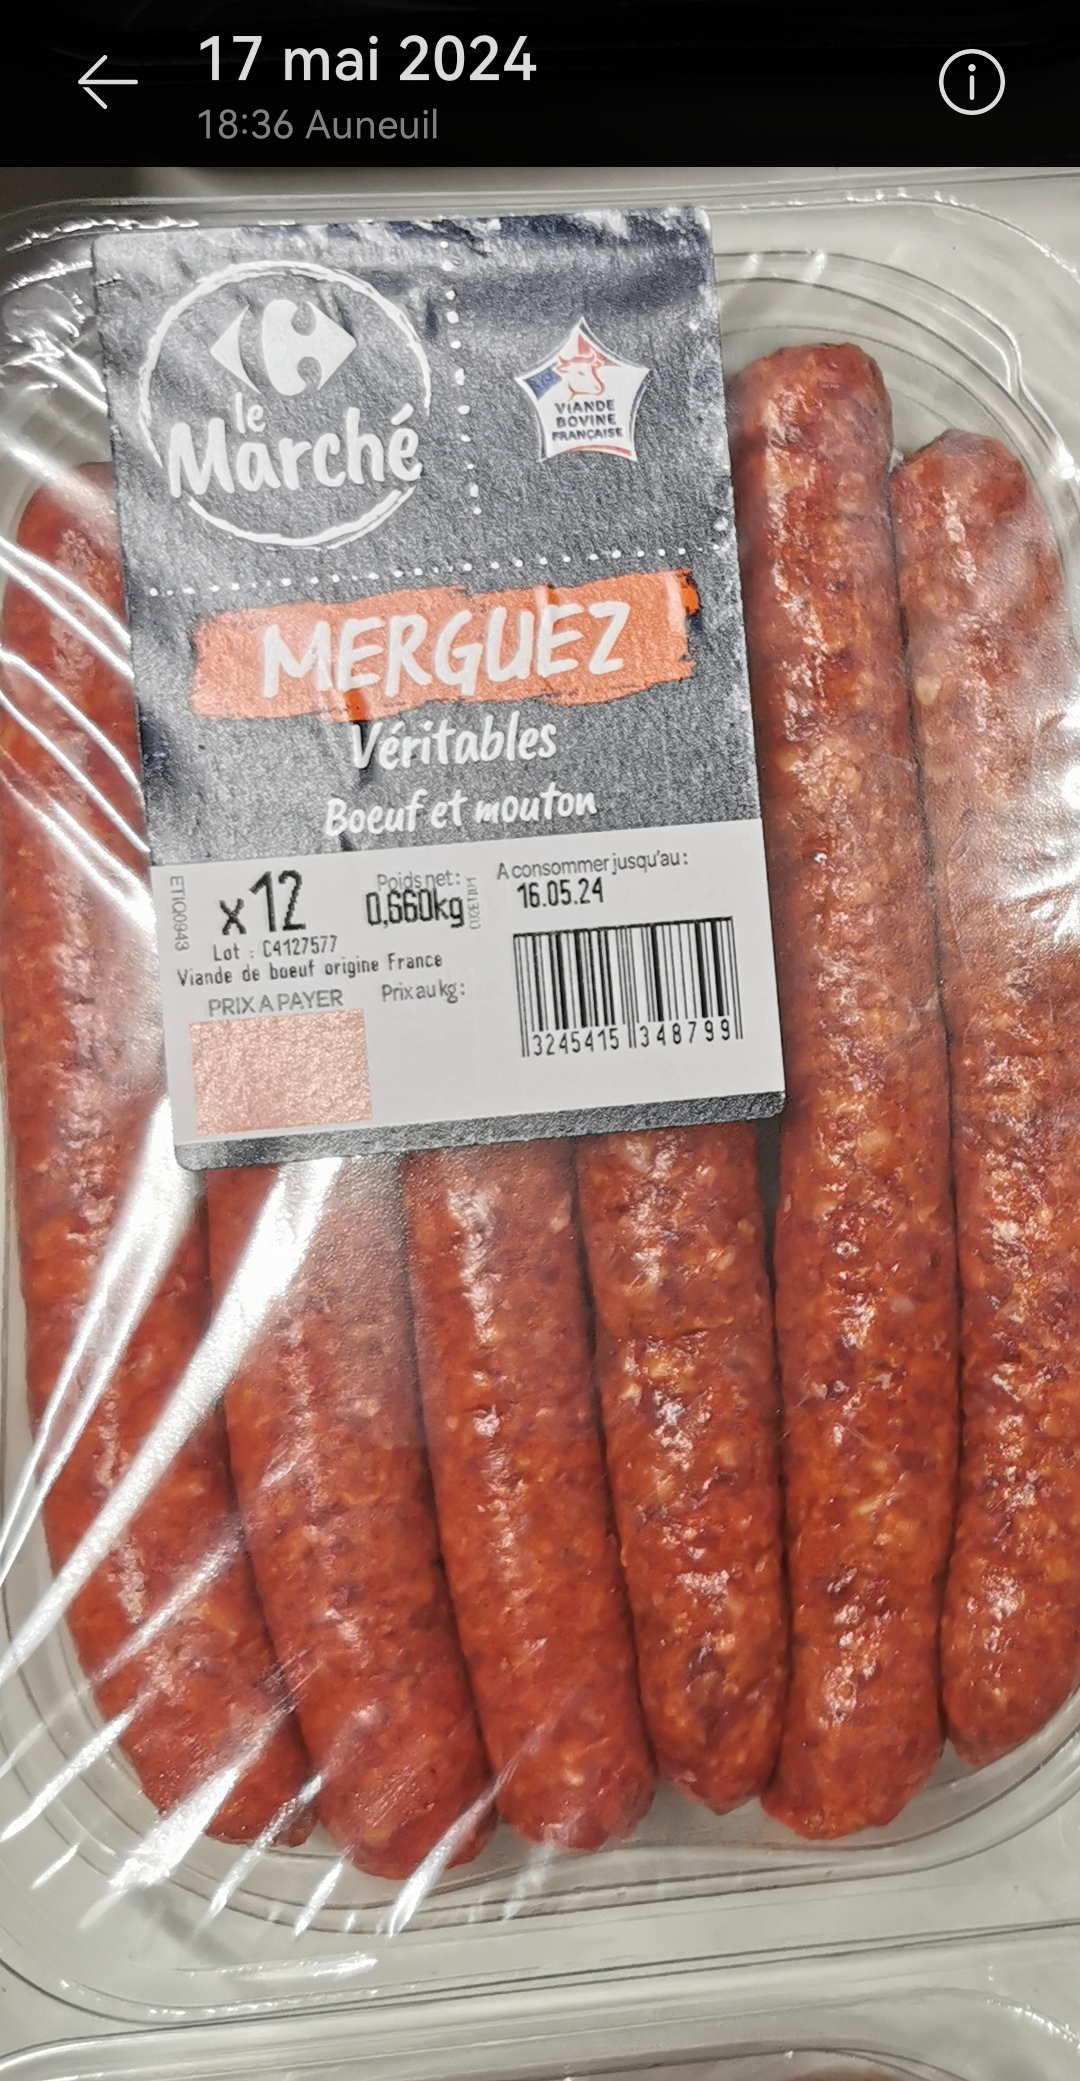 17 mai 2024
18:36 Auneuil
le
Marché
VIANDE
BOVINE
FRANÇAISE
MERGUEZ
Véritables
Boeuf et mouton
ETIQ0943
x12
Poids net:
0,660kg
A consommer jusqu'au:
16.05.24
Lot : C4127577
Viande de boeuf origine France
PRIX A PAYER
Prix au kg:
3245415 348799